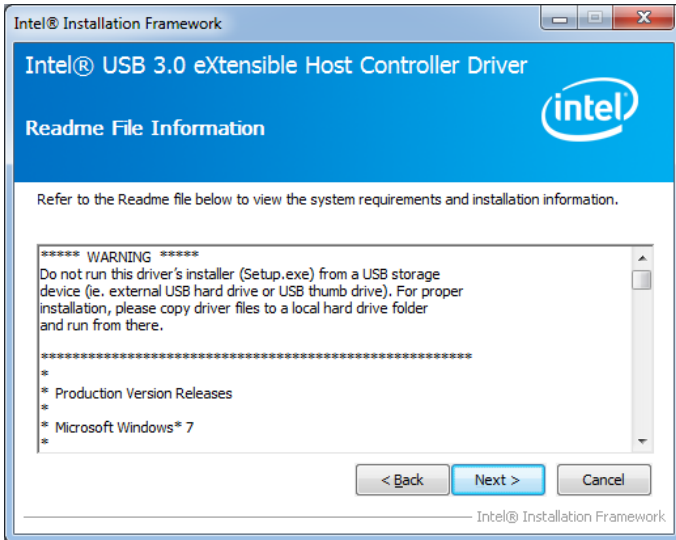 Intel® Installation Framework
Intel® USB 3.0 eXtensible Host Controller Driver
intel
Readme File Information
Refer to the Readme file below to view the system requirements and installation information.
***** WARNING *****
Do not run this driver's installer (Setup.exe) from a USB storage
device (ie. external USB hard drive or USB thumb drive). For proper
installation, please copy driver files to a local hard drive folder
and run from there.
*******************************************************
*
* Production Version Releases
*
* Microsoft Windows* 7
*
< Back
Next >
Cancel
Intel® Installation Framework